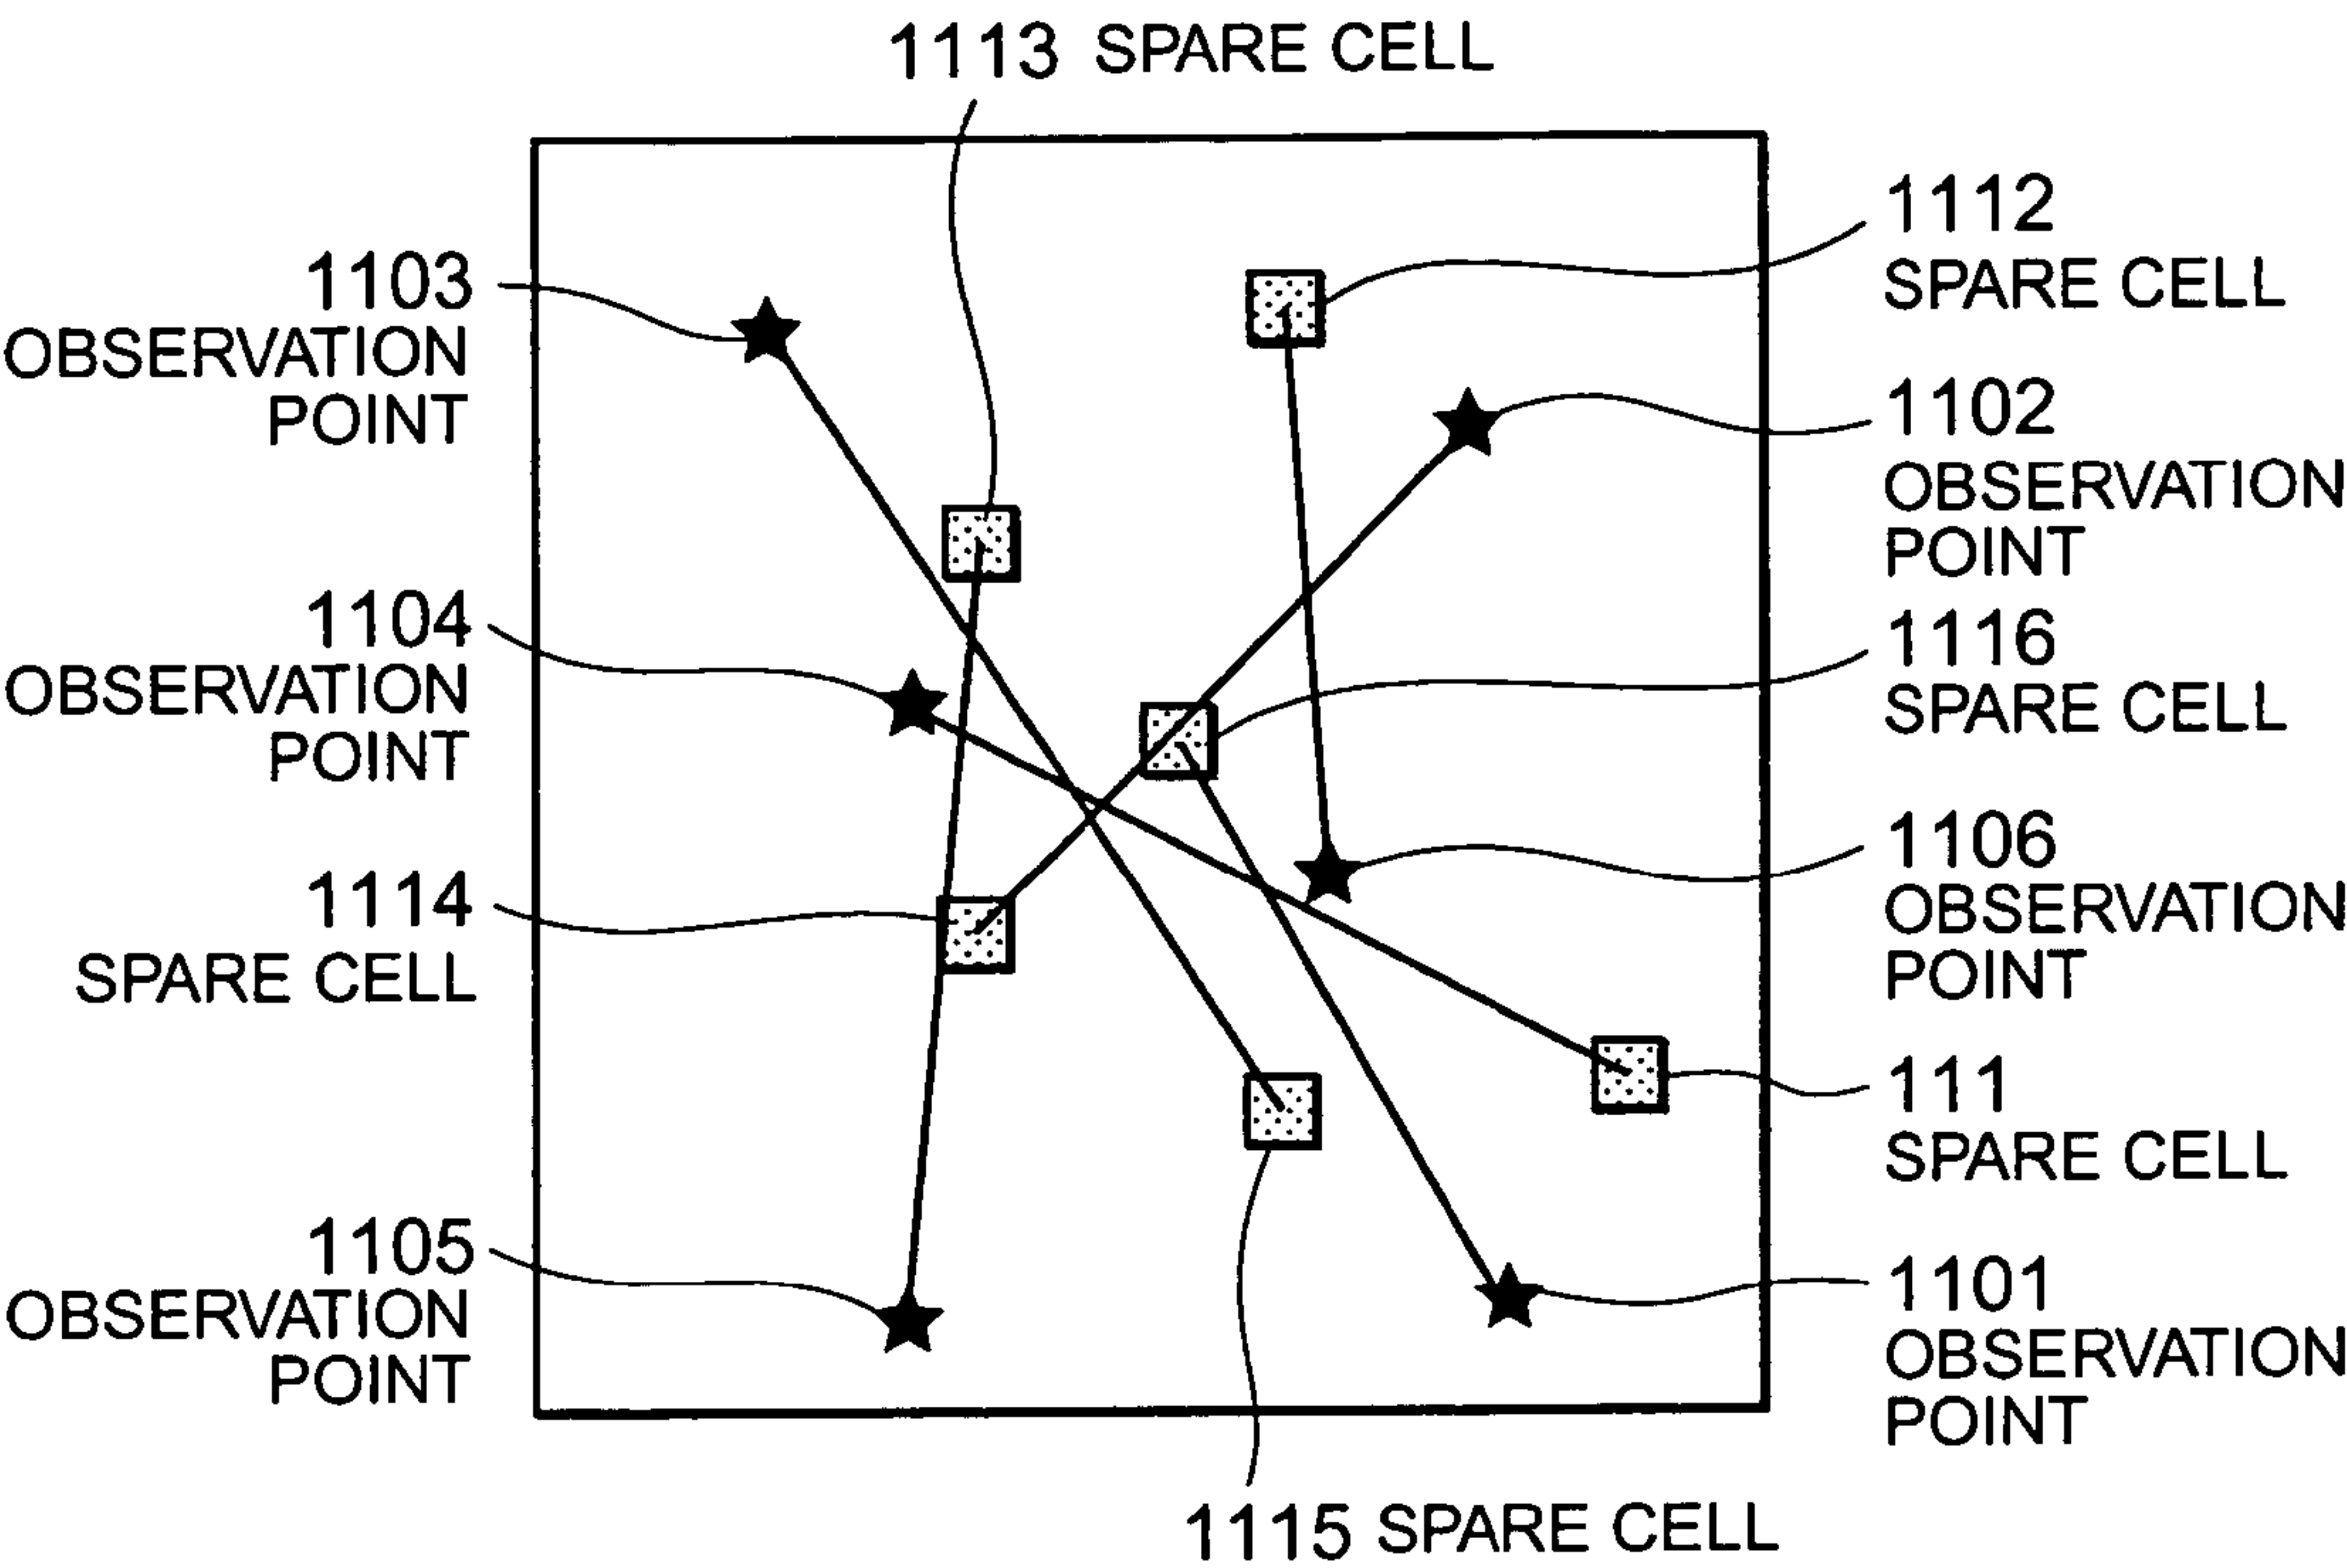 1113 SPARE CELL
1103
OBSERVATION
POINT
1104
OBSERVATION
POINT
1114
SPARE CELL
1105
OBSERVATION
POINT
1112
SPARE CELL
1102
OBSERVATION
POINT
1116
SPARE CELL
1106
OBSERVATION
POINT
111
SPARE CELL
1101
OBSERVATION
POINT
1115 SPARE CELL